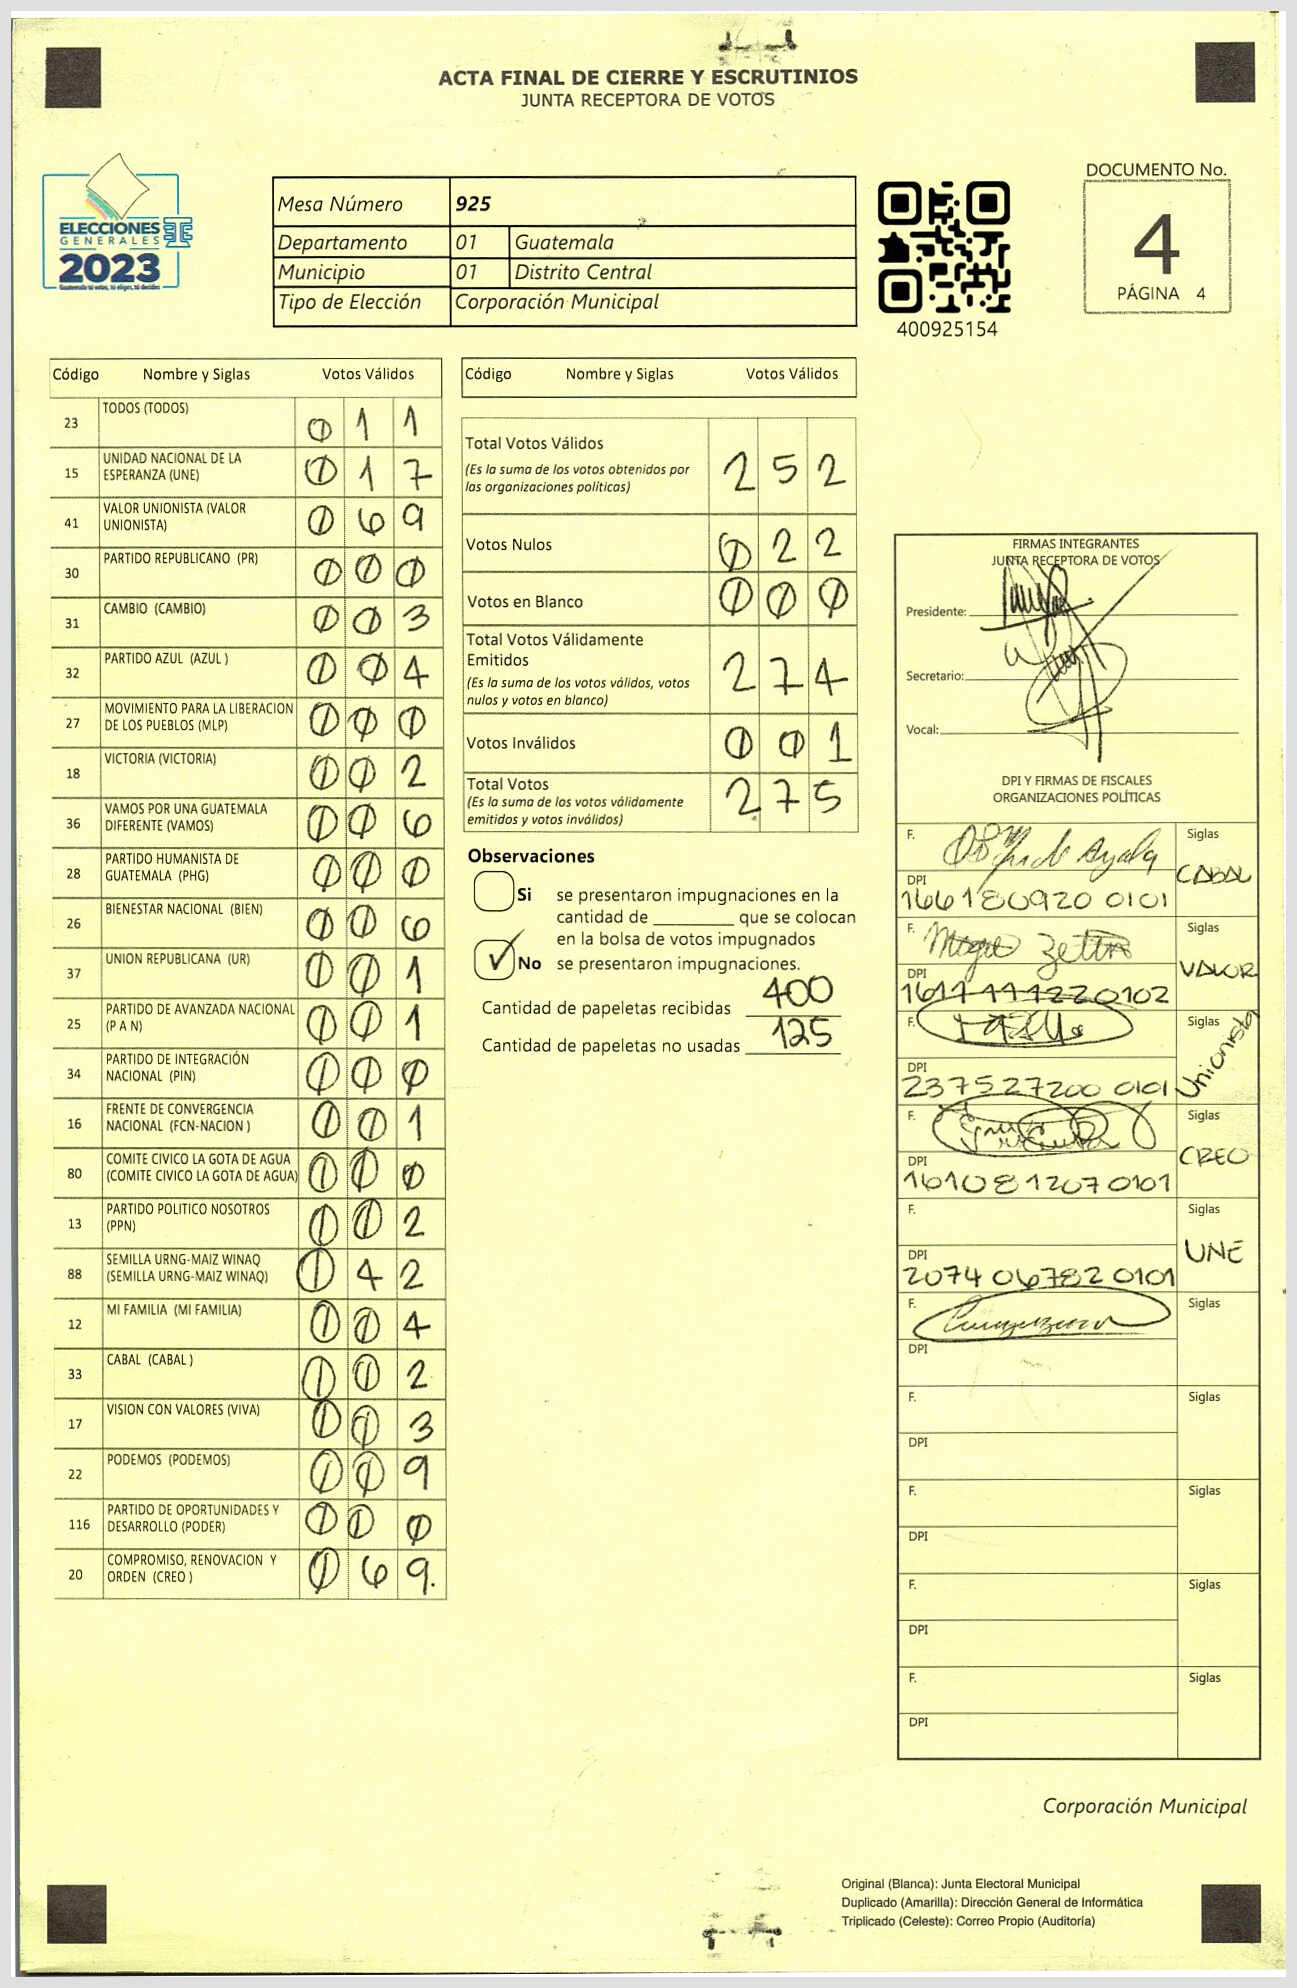 ACTA FINAL DE CIERRE Y ESCRUTINIOS
JUNTA RECEPTORA DE VOTOS
ELECCIONES
GENERALES
2023
Guatemala tú votas, tú eliges, tú decides
Mesa Número 925
Departamento 01 Guatemala
Municipio 01 Distrito Central
Tipo de Elección Corporación Municipal
400925154
DOCUMENTO No.
4
PÁGINA 4
Código Nombre y Siglas Votos Válidos
23 TODOS (TODOS) 0 1 1
15 UNIDAD NACIONAL DE LA
ESPERANZA (UNE) 0 1 7
41 VALOR UNIONISTA (VALOR
UNIONISTA) 0 6 9
30 PARTIDO REPUBLICANO (PR) 0 0 0
31 CAMBIO (CAMBIO) 0 0 3
32 PARTIDO AZUL (AZUL ) 0 0 4
27 MOVIMIENTO PARA LA LIBERACION
DE LOS PUEBLOS (MLP) 0 0 0
18 VICTORIA (VICTORIA) 0 0 2
36 VAMOS POR UNA GUATEMALA
DIFERENTE (VAMOS) 0 0 6
28 PARTIDO HUMANISTA DE
GUATEMALA (PHG) 0 0 0
26 BIENESTAR NACIONAL (BIEN) 0 0 6
37 UNION REPUBLICANA (UR) 0 0 1
25 PARTIDO DE AVANZADA NACIONAL
(P A N) 0 0 1
34 PARTIDO DE INTEGRACIÓN
NACIONAL (PIN) 0 0 0
16 FRENTE DE CONVERGENCIA
NACIONAL (FCN-NACION ) 0 0 1
80 COMITE CIVICO LA GOTA DE AGUA
(COMITE CIVICO LA GOTA DE AGUA) 0 0 0
13 PARTIDO POLITICO NOSOTROS
(PPN) 0 0 2
88 SEMILLA URNG-MAIZ WINAQ
(SEMILLA URNG-MAIZ WINAQ) 0 4 2
12 MI FAMILIA (MI FAMILIA) 0 0 4
33 CABAL (CABAL ) 0 0 2
17 VISION CON VALORES (VIVA) 0 0 3
22 PODEMOS (PODEMOS) 0 0 9
116 PARTIDO DE OPORTUNIDADES Y
DESARROLLO (PODER) 0 0 0
20 COMPROMISO, RENOVACION Y
ORDEN (CREO ) 0 6 9.
Código Nombre y Siglas Votos Válidos
Total Votos Válidos 2 5 2
(Es la suma de los votos obtenidos por
las organizaciones políticas)
Votos Nulos 0 2 2
Votos en Blanco 0 0 0
Total Votos Válidamente
Emitidos 2 7 4
(Es la suma de los votos válidos, votos
nulos y votos en blanco)
Votos Inválidos 0 0 1
Total Votos 2 7 5
(Es la suma de los votos válidamente
emitidos y votos inválidos)
Observaciones
Si se presentaron impugnaciones en la
cantidad de ________ que se colocan
en la bolsa de votos impugnados
No se presentaron impugnaciones.
Cantidad de papeletas recibidas 400
Cantidad de papeletas no usadas 125
FIRMAS INTEGRANTES
JUNTA RECEPTORA DE VOTOS
Presidente:
Secretario:
Vocal:
DPI Y FIRMAS DE FISCALES
ORGANIZACIONES POLÍTICAS
F. Siglas
CABAL
DPI
166180920 0101
F. Siglas
VALOR
DPI
F. Siglas
Unionista
DPI
237527200 0101
F. Siglas
CREO
DPI
1610812070101
F. Siglas
UNE
DPI
2074 06782 0101
F. Siglas
DPI
F. Siglas
DPI
F. Siglas
DPI
F. Siglas
DPI
F. Siglas
DPI
Corporación Municipal
Original (Blanca): Junta Electoral Municipal
Duplicado (Amarilla): Dirección General de Informática
Triplicado (Celeste): Correo Propio (Auditoría)